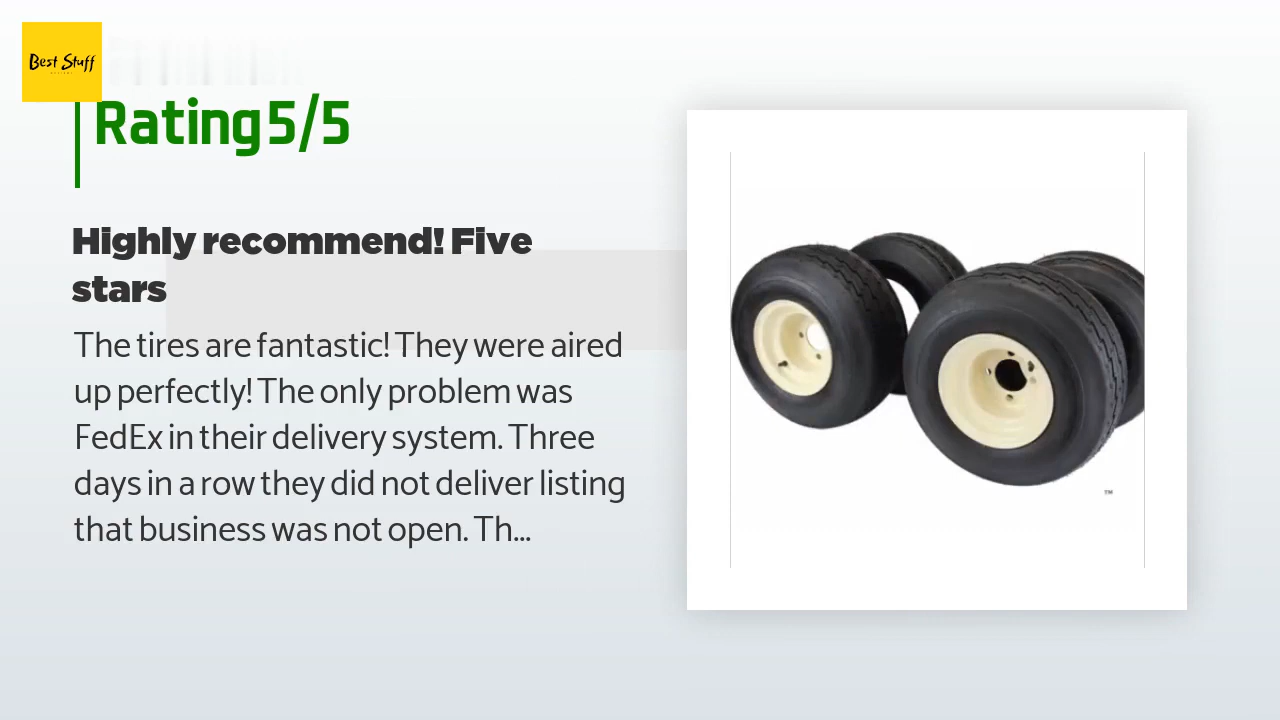 Best Stuff
Rating 5/5
Highly recommend! Five
stars
The tires are fantastic! They were aired
up perfectly! The only problem was
FedEx in their delivery system. Three
days in a row they did not deliver listing
that business was not open. Th...
TM